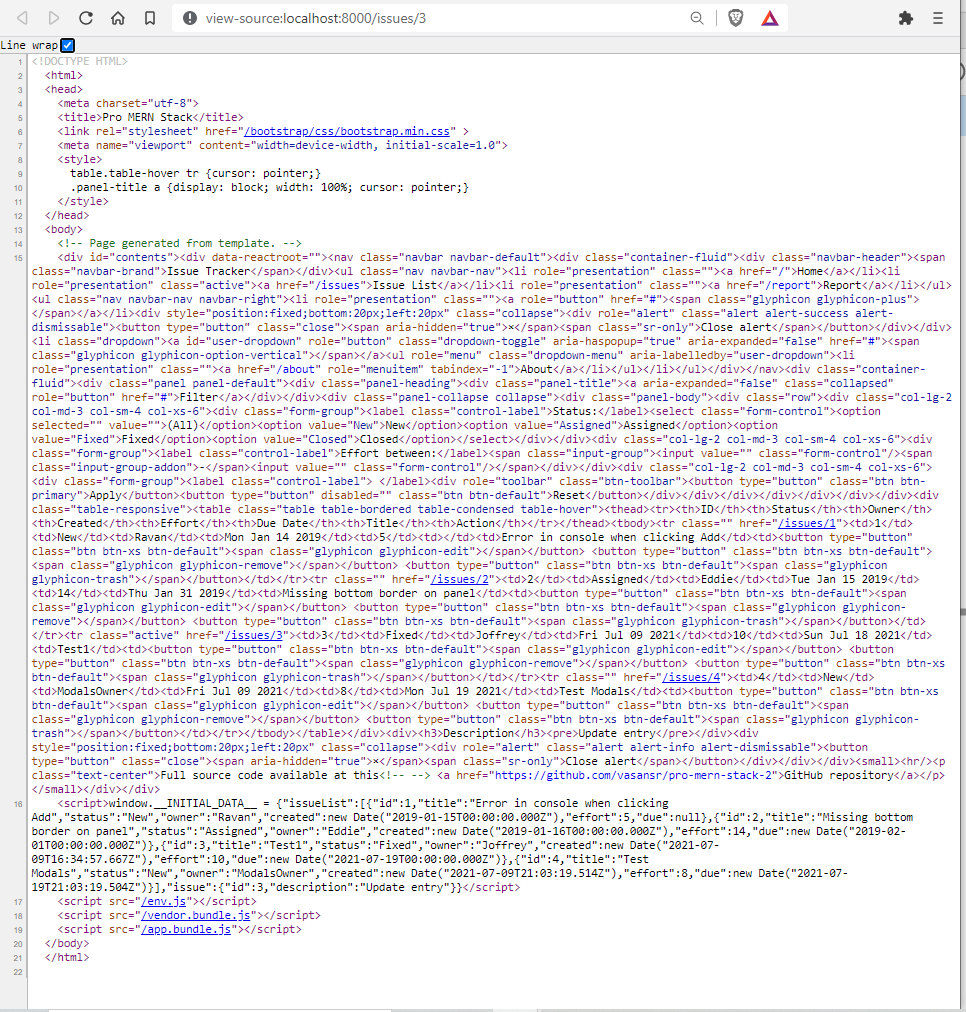 view-source:localhost:8000/issues/3
Line wrap
1 <!DOCTYPE HTML>
2 <html>
3 <head>
4 <meta charset="utf-8">
5 <title>Pro MERN Stack</title>
6 <link rel="stylesheet" href="/bootstrap/css/bootstrap.min.css" >
7 <meta name="viewport" content="width=device-width, initial-scale=1.0">
8 <style>
9 table.table-hover tr {cursor: pointer;}
10 .panel-title a {display: block; width: 100%; cursor: pointer;}
11 </style>
12 </head>
13 <body>
14 <!-- Page generated from template. -->
15 <div id="contents"><div data-reactroot=""><nav class="navbar navbar-default"><div class="container-fluid"><div class="navbar-header"><span
class="navbar-brand">Issue Tracker</span></div><ul class="nav navbar-nav"><li role="presentation" class=""><a href="/">Home</a></li><li
role="presentation" class="active"><a href="/issues">Issue List</a></li><li role="presentation" class=""><a href="/report">Report</a></li></ul>
<ul class="nav navbar-nav navbar-right"><li role="presentation" class=""><a role="button" href="#"><span class="glyphicon glyphicon-plus">
</span></a></li><div style="position:fixed;bottom:20px;left:20px" class="collapse"><div role="alert" class="alert alert-success alert-
dismissable"><button type="button" class="close"><span aria-hidden="true">×</span><span class="sr-only">Close alert</span></button></div></div>
<li class="dropdown"><a id="user-dropdown" role="button" class="dropdown-toggle" aria-haspopup="true" aria-expanded="false" href="#"><span
class="glyphicon glyphicon-option-vertical"></span></a><ul role="menu" class="dropdown-menu" aria-labelledby="user-dropdown"><li
role="presentation" class=""><a href="/about" role="menuitem" tabindex="-1">About</a></li></ul></li></ul></div></nav><div class="container-
fluid"><div class="panel panel-default"><div class="panel-heading"><div class="panel-title"><a aria-expanded="false" class="collapsed"
role="button" href="#">Filter</a></div></div><div class="panel-collapse collapse"><div class="panel-body"><div class="row"><div class="col-lg-2
col-md-3 col-sm-4 col-xs-6"><div class="form-group"><label class="control-label">Status:</label><select class="form-control"><option
selected="" value="">(All)</option><option value="New">New</option><option value="Assigned">Assigned</option><option
value="Fixed">Fixed</option><option value="Closed">Closed</option></select></div></div><div class="col-lg-2 col-md-3 col-sm-4 col-xs-6"><div
class="form-group"><label class="control-label">Effort between:</label><span class="input-group"><input value="" class="form-control"/><span
class="input-group-addon">-</span><input value="" class="form-control"/></span></div></div><div class="col-lg-2 col-md-3 col-sm-4 col-xs-6">
<div class="form-group"><label class="control-label"> </label><div role="toolbar" class="btn-toolbar"><button type="button" class="btn btn-
primary">Apply</button><button type="button" disabled="" class="btn btn-default">Reset</button></div></div></div></div></div></div></div><div
class="table-responsive"><table class="table table-bordered table-condensed table-hover"><thead><tr><th>ID</th><th>Status</th><th>Owner</th>
<th>Created</th><th>Effort</th><th>Due Date</th><th>Title</th><th>Action</th></tr></thead><tbody><tr class="" href="/issues/1"><td>1</td>
<td>New</td><td>Ravan</td><td>Mon Jan 14 2019</td><td>5</td><td></td><td>Error in console when clicking Add</td><td><button type="button"
class="btn btn-xs btn-default"><span class="glyphicon glyphicon-edit"></span></button> <button type="button" class="btn btn-xs btn-default">
<span class="glyphicon glyphicon-remove"></span></button> <button type="button" class="btn btn-xs btn-default"><span class="glyphicon
glyphicon-trash"></span></button></td></tr><tr class="" href="/issues/2"><td>2</td><td>Assigned</td><td>Eddie</td><td>Tue Jan 15 2019</td>
<td>14</td><td>Thu Jan 31 2019</td><td>Missing bottom border on panel</td><td><button type="button" class="btn btn-xs btn-default"><span
class="glyphicon glyphicon-edit"></span></button> <button type="button" class="btn btn-xs btn-default"><span class="glyphicon glyphicon-
remove"></span></button> <button type="button" class="btn btn-xs btn-default"><span class="glyphicon glyphicon-trash"></span></button></td>
</tr><tr class="active" href="/issues/3"><td>3</td><td>Fixed</td><td>Joffrey</td><td>Fri Jul 09 2021</td><td>10</td><td>Sun Jul 18 2021</td>
<td>Test1</td><td><button type="button" class="btn btn-xs btn-default"><span class="glyphicon glyphicon-edit"></span></button> <button
type="button" class="btn btn-xs btn-default"><span class="glyphicon glyphicon-remove"></span></button> <button type="button" class="btn btn-xs
btn-default"><span class="glyphicon glyphicon-trash"></span></button></td></tr><tr class="" href="/issues/4"><td>4</td><td>New</td>
<td>ModalsOwner</td><td>Fri Jul 09 2021</td><td>8</td><td>Mon Jul 19 2021</td><td>Test Modals</td><td><button type="button" class="btn btn-xs
btn-default"><span class="glyphicon glyphicon-edit"></span></button> <button type="button" class="btn btn-xs btn-default"><span
class="glyphicon glyphicon-remove"></span></button> <button type="button" class="btn btn-xs btn-default"><span class="glyphicon glyphicon-
trash"></span></button></td></tr></tbody></table></div><div><h3>Description</h3><pre>Update entry</pre></div><div
style="position:fixed;bottom:20px;left:20px" class="collapse"><div role="alert" class="alert alert-info alert-dismissable"><button
type="button" class="close"><span aria-hidden="true">×</span><span class="sr-only">Close alert</span></button></div></div></div><small><hr/><p
class="text-center">Full source code available at this<!-- --> <a href="https://github.com/vasansr/pro-mern-stack-2">GitHub repository</a></p>
</small></div></div>
16 <script>window.__INITIAL_DATA__ = {"issueList":[{"id":1,"title":"Error in console when clicking
Add","status":"New","owner":"Ravan","created":new Date("2019-01-15T00:00:00.000Z"),"effort":5,"due":null},{"id":2,"title":"Missing bottom
border on panel","status":"Assigned","owner":"Eddie","created":new Date("2019-01-16T00:00:00.000Z"),"effort":14,"due":new Date("2019-02-
01T00:00:00.000Z")},{"id":3,"title":"Test1","status":"Fixed","owner":"Joffrey","created":new Date("2021-07-
09T16:34:57.667Z"),"effort":10,"due":new Date("2021-07-19T00:00:00.000Z")},{"id":4,"title":"Test
Modals","status":"New","owner":"ModalsOwner","created":new Date("2021-07-09T21:03:19.514Z"),"effort":8,"due":new Date("2021-07-
19T21:03:19.504Z")}],"issue":{"id":3,"description":"Update entry"}}</script>
17 <script src="/env.js"></script>
18 <script src="/vendor.bundle.js"></script>
19 <script src="/app.bundle.js"></script>
20 </body>
21 </html>
22